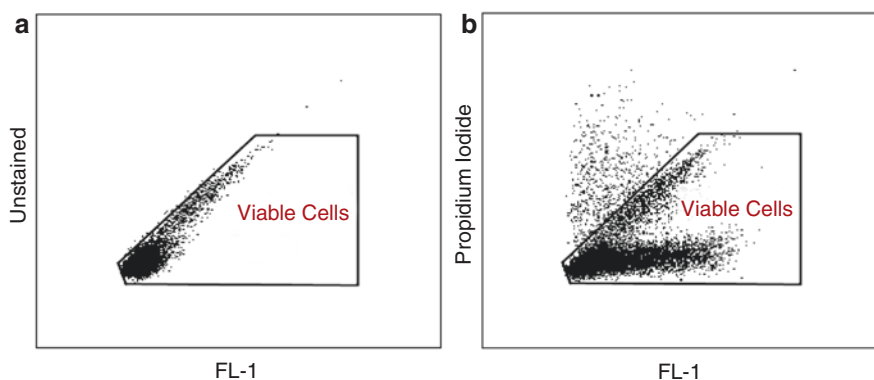 a
Unstained
Viable Cells
FL-1
b
Propidium Iodide
Viable Cells
FL-1